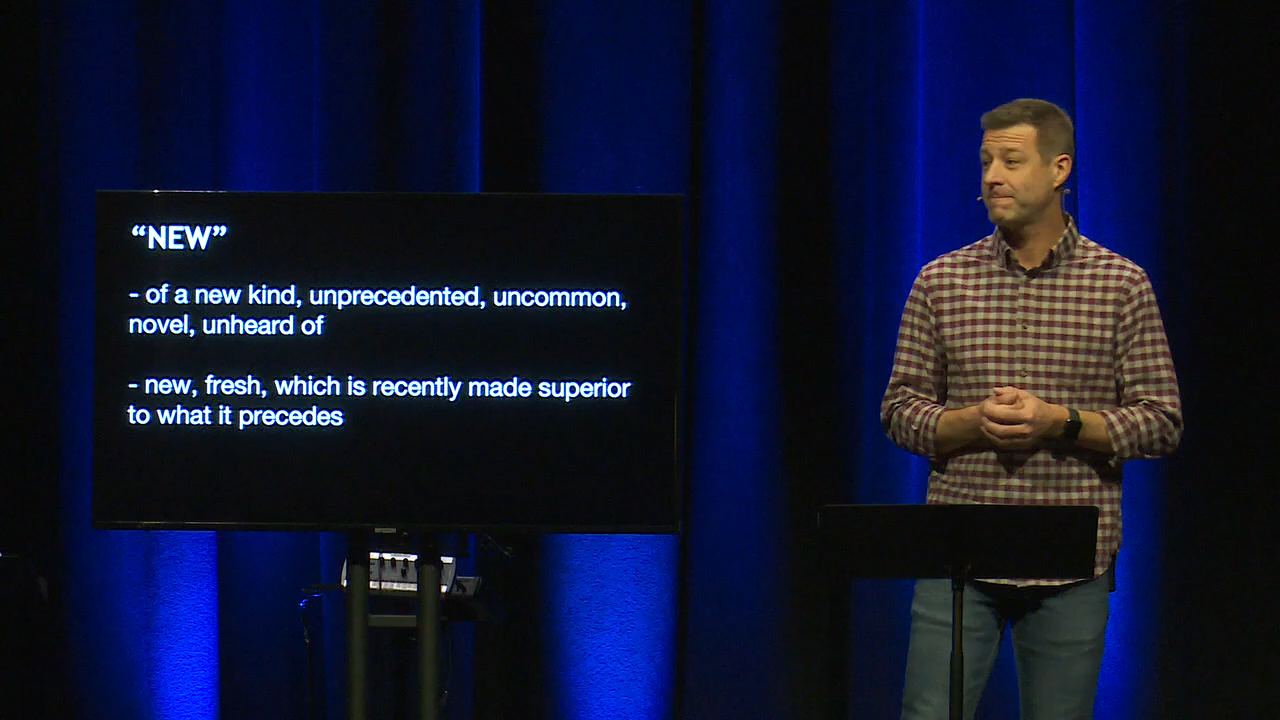 “NEW”
- of a new kind, unprecedented, uncommon,
novel, unheard of
- new, fresh, which is recently made superior
to what it precedes